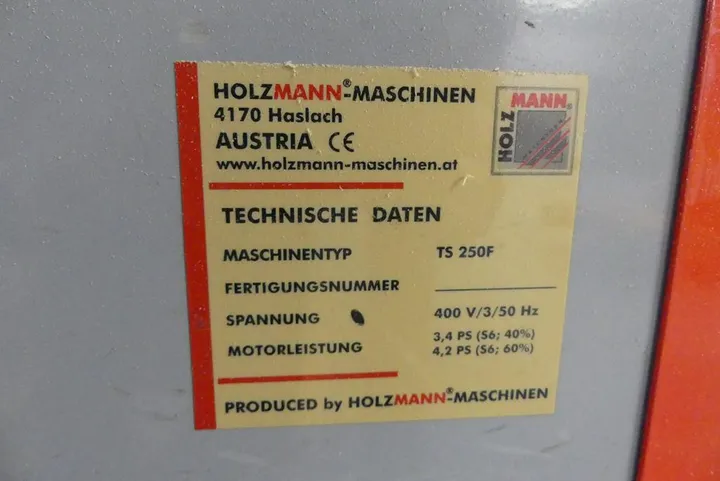 HOLZMANN®-MASCHINEN
4170 Haslach
AUSTRIA CE
www.holzmann-maschinen.at
HOLZ MANN®
TECHNISCHE DATEN
MASCHINENTYP TS 250F
FERTIGUNGSNUMMER
SPANNUNG 400 V/3/50 Hz
MOTORLEISTUNG 3,4 PS (S6; 40%)
4,2 PS (S6; 60%)
PRODUCED by HOLZMANN®-MASCHINEN